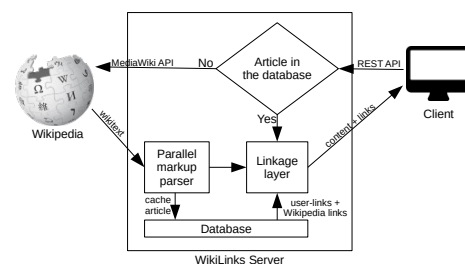 MediaWiki API
No
Article in
the database
REST API
Wikipedia
Client
Yes
wikitext
content + links
Parallel
markup
parser
Linkage
layer
cache
article
user-links +
Wikipedia links
Database
WikiLinks Server